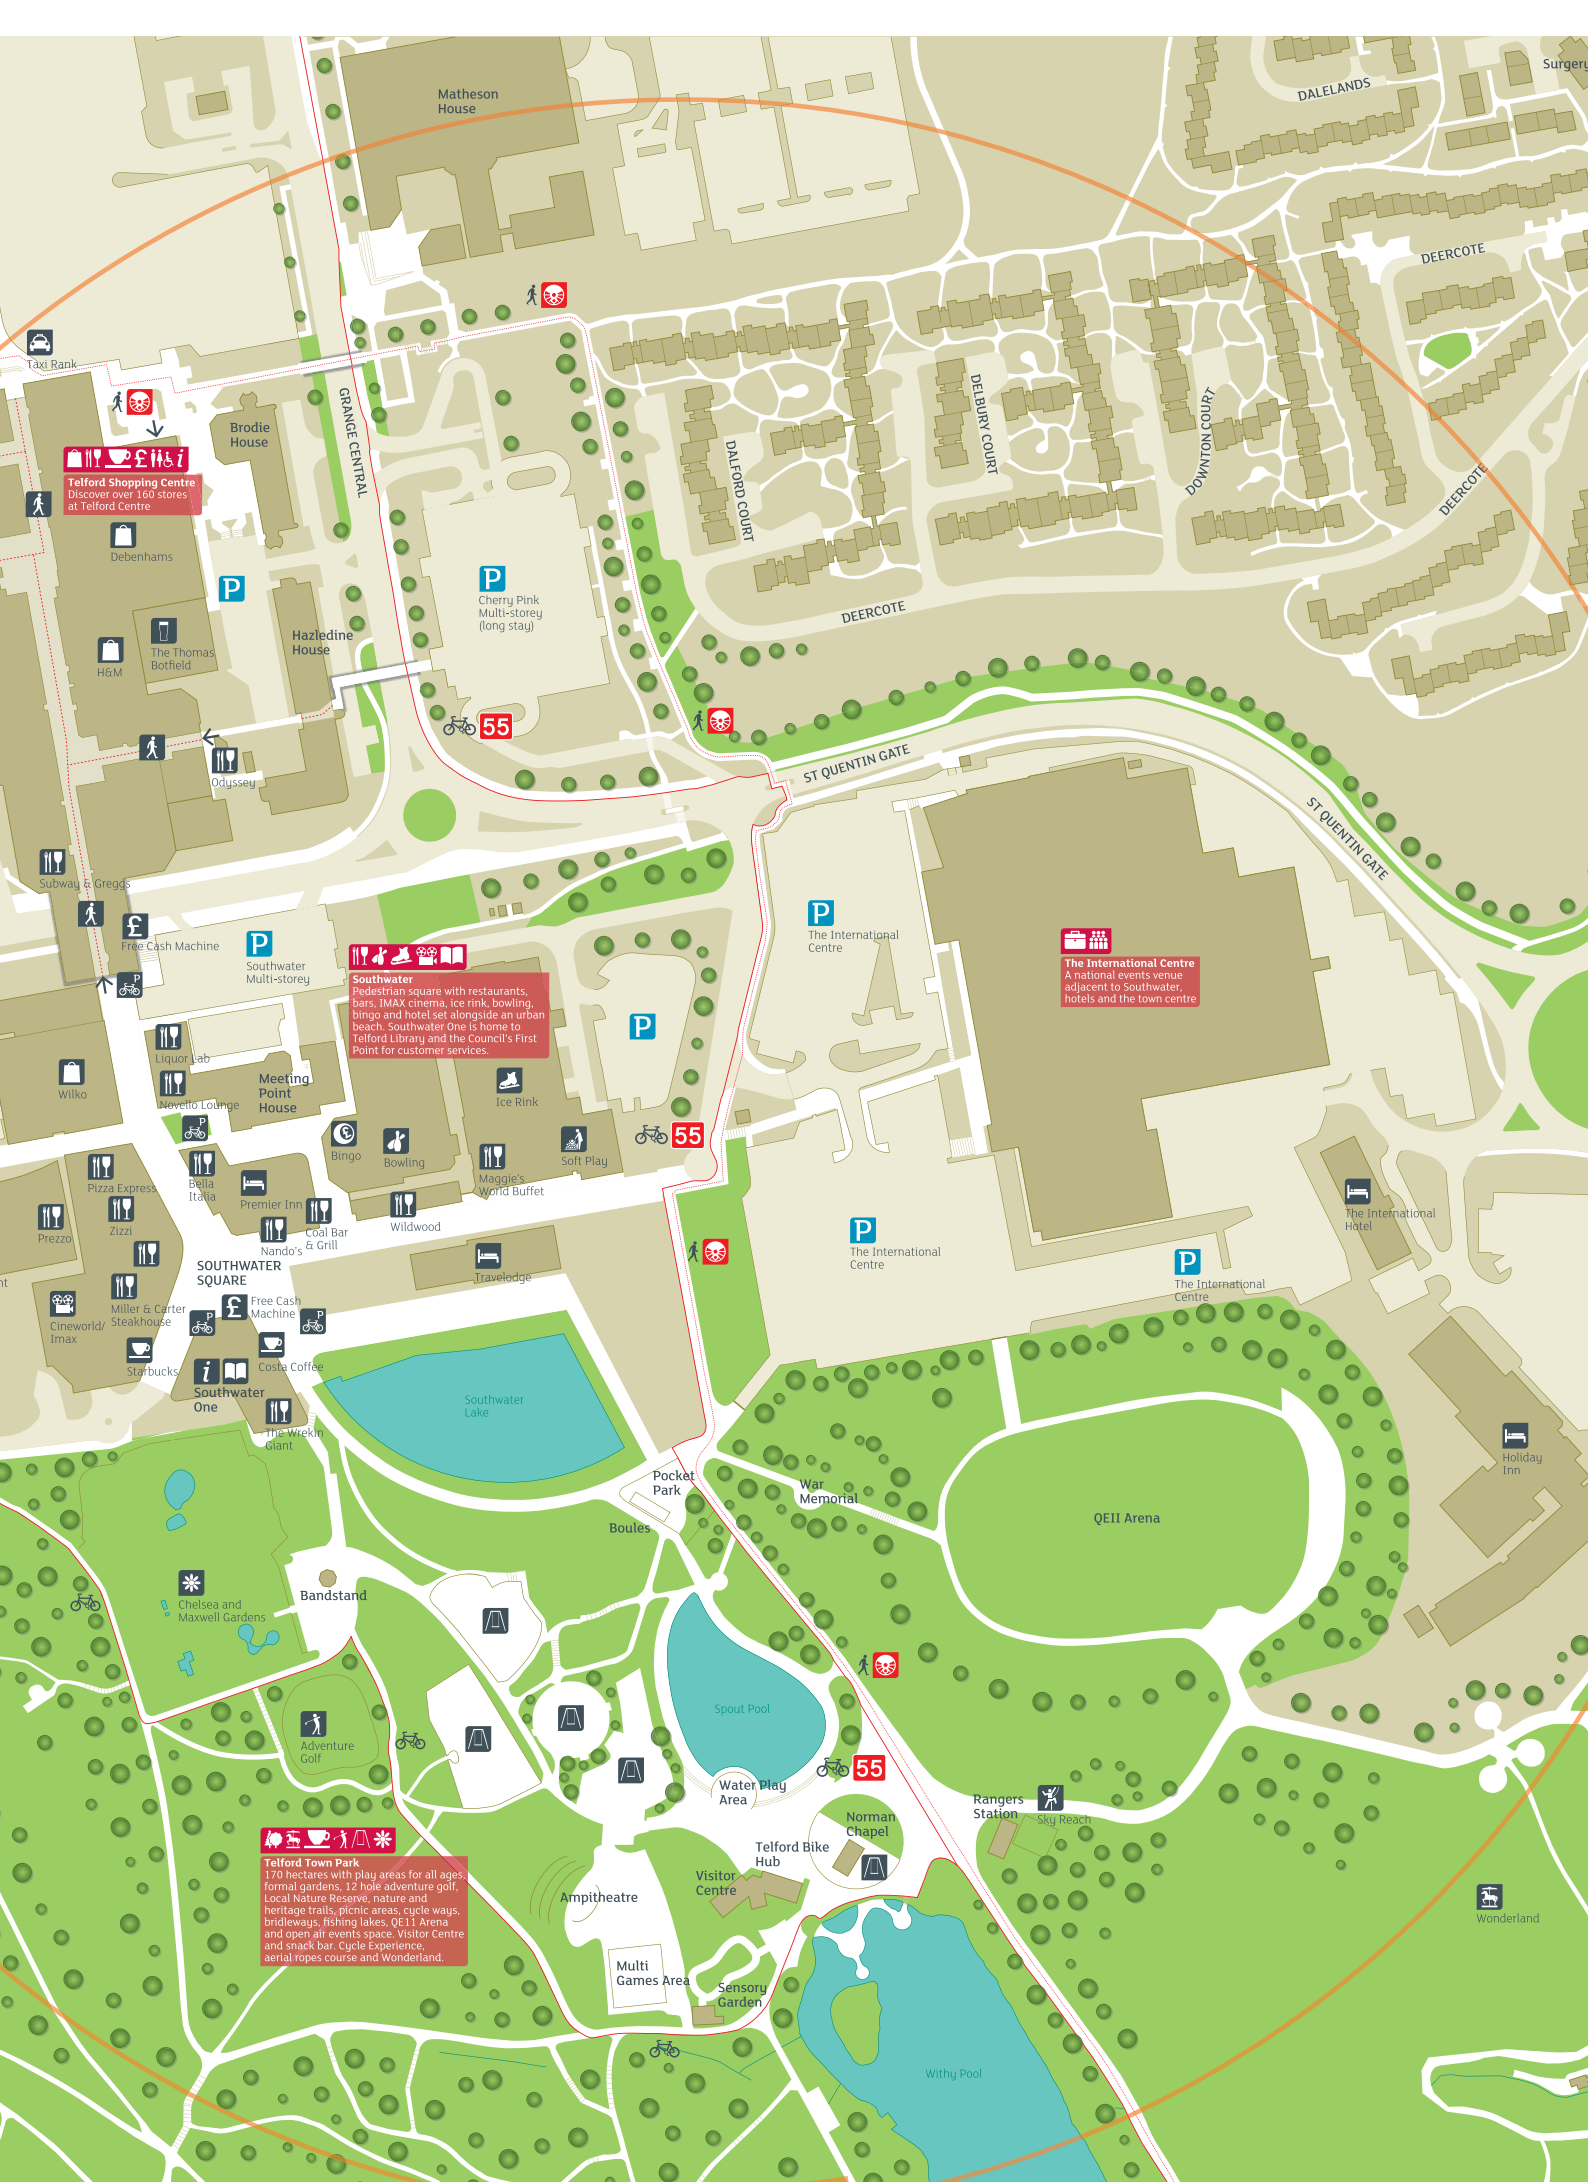 Matheson
House
DALELANDS
Surgery
DEERCOTE
Taxi Rank
Brodie
House
GRANGE CENTRAL
DALFORD COURT
DELBURY COURT
DOWNTON COURT
DEERCOTE
Telford Shopping Centre
Discover over 160 stores
at Telford Centre
Debenhams
P
P
Cherry Pink
Multi-storey
(long stay)
DEERCOTE
The Thomas
Botfield
H&M
Hazledine
House
55
Odyssey
ST QUENTIN GATE
ST QUENTIN GATE
Subway & Greggs
£
Free Cash Machine
P
Southwater
Multi-storey
P
The International
Centre
Southwater
Pedestrian square with restaurants,
bars, IMAX cinema, ice rink, bowling,
bingo and hotel set alongside an urban
beach. Southwater One is home to
Telford Library and the Council's First
Point for customer services.
The International Centre
A national events venue
adjacent to Southwater,
hotels and the town centre
P
P
Liquor Lab
Wilko
Novello Lounge
Meeting
Point
House
P
Ice Rink
Bingo
Bowling
Maggie's
World Buffet
Soft Play
55
Pizza Express
Bella
Italia
Premier Inn
Prezzo
Zizzi
Nando's
Coal Bar
& Grill
Wildwood
P
The International
Centre
The International
Hotel
P
The International
Centre
SOUTHWATER
SQUARE
Travelodge
nt
Miller & Carter
Steakhouse
£
Free Cash
Machine
P
P
Cineworld/
Imax
Starbucks
Costa Coffee
i
Southwater
One
The Wrekin
Giant
Southwater
Lake
Holiday
Inn
Pocket
Park
War
Memorial
Boules
QEII Arena
Chelsea and
Maxwell Gardens
Bandstand
Spout Pool
Adventure
Golf
55
Water Play
Area
Rangers
Station
Sky Reach
Norman
Chapel
Telford Bike
Hub
Visitor
Centre
Telford Town Park
170 hectares with play areas for all ages,
formal gardens, 12 hole adventure golf,
Local Nature Reserve, nature and
heritage trails, picnic areas, cycle ways,
bridleways, fishing lakes, QE11 Arena
and open air events space. Visitor Centre
and snack bar. Cycle Experience,
aerial ropes course and Wonderland.
Ampitheatre
Wonderland
Multi
Games Area
Sensory
Garden
Withy Pool